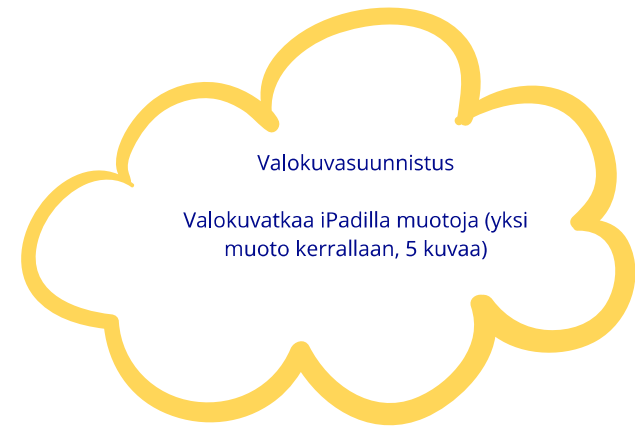 Valokuvasuunnistus
Valokuvatkaa iPadilla muotoja (yksi
muoto kerrallaan, 5 kuvaa)